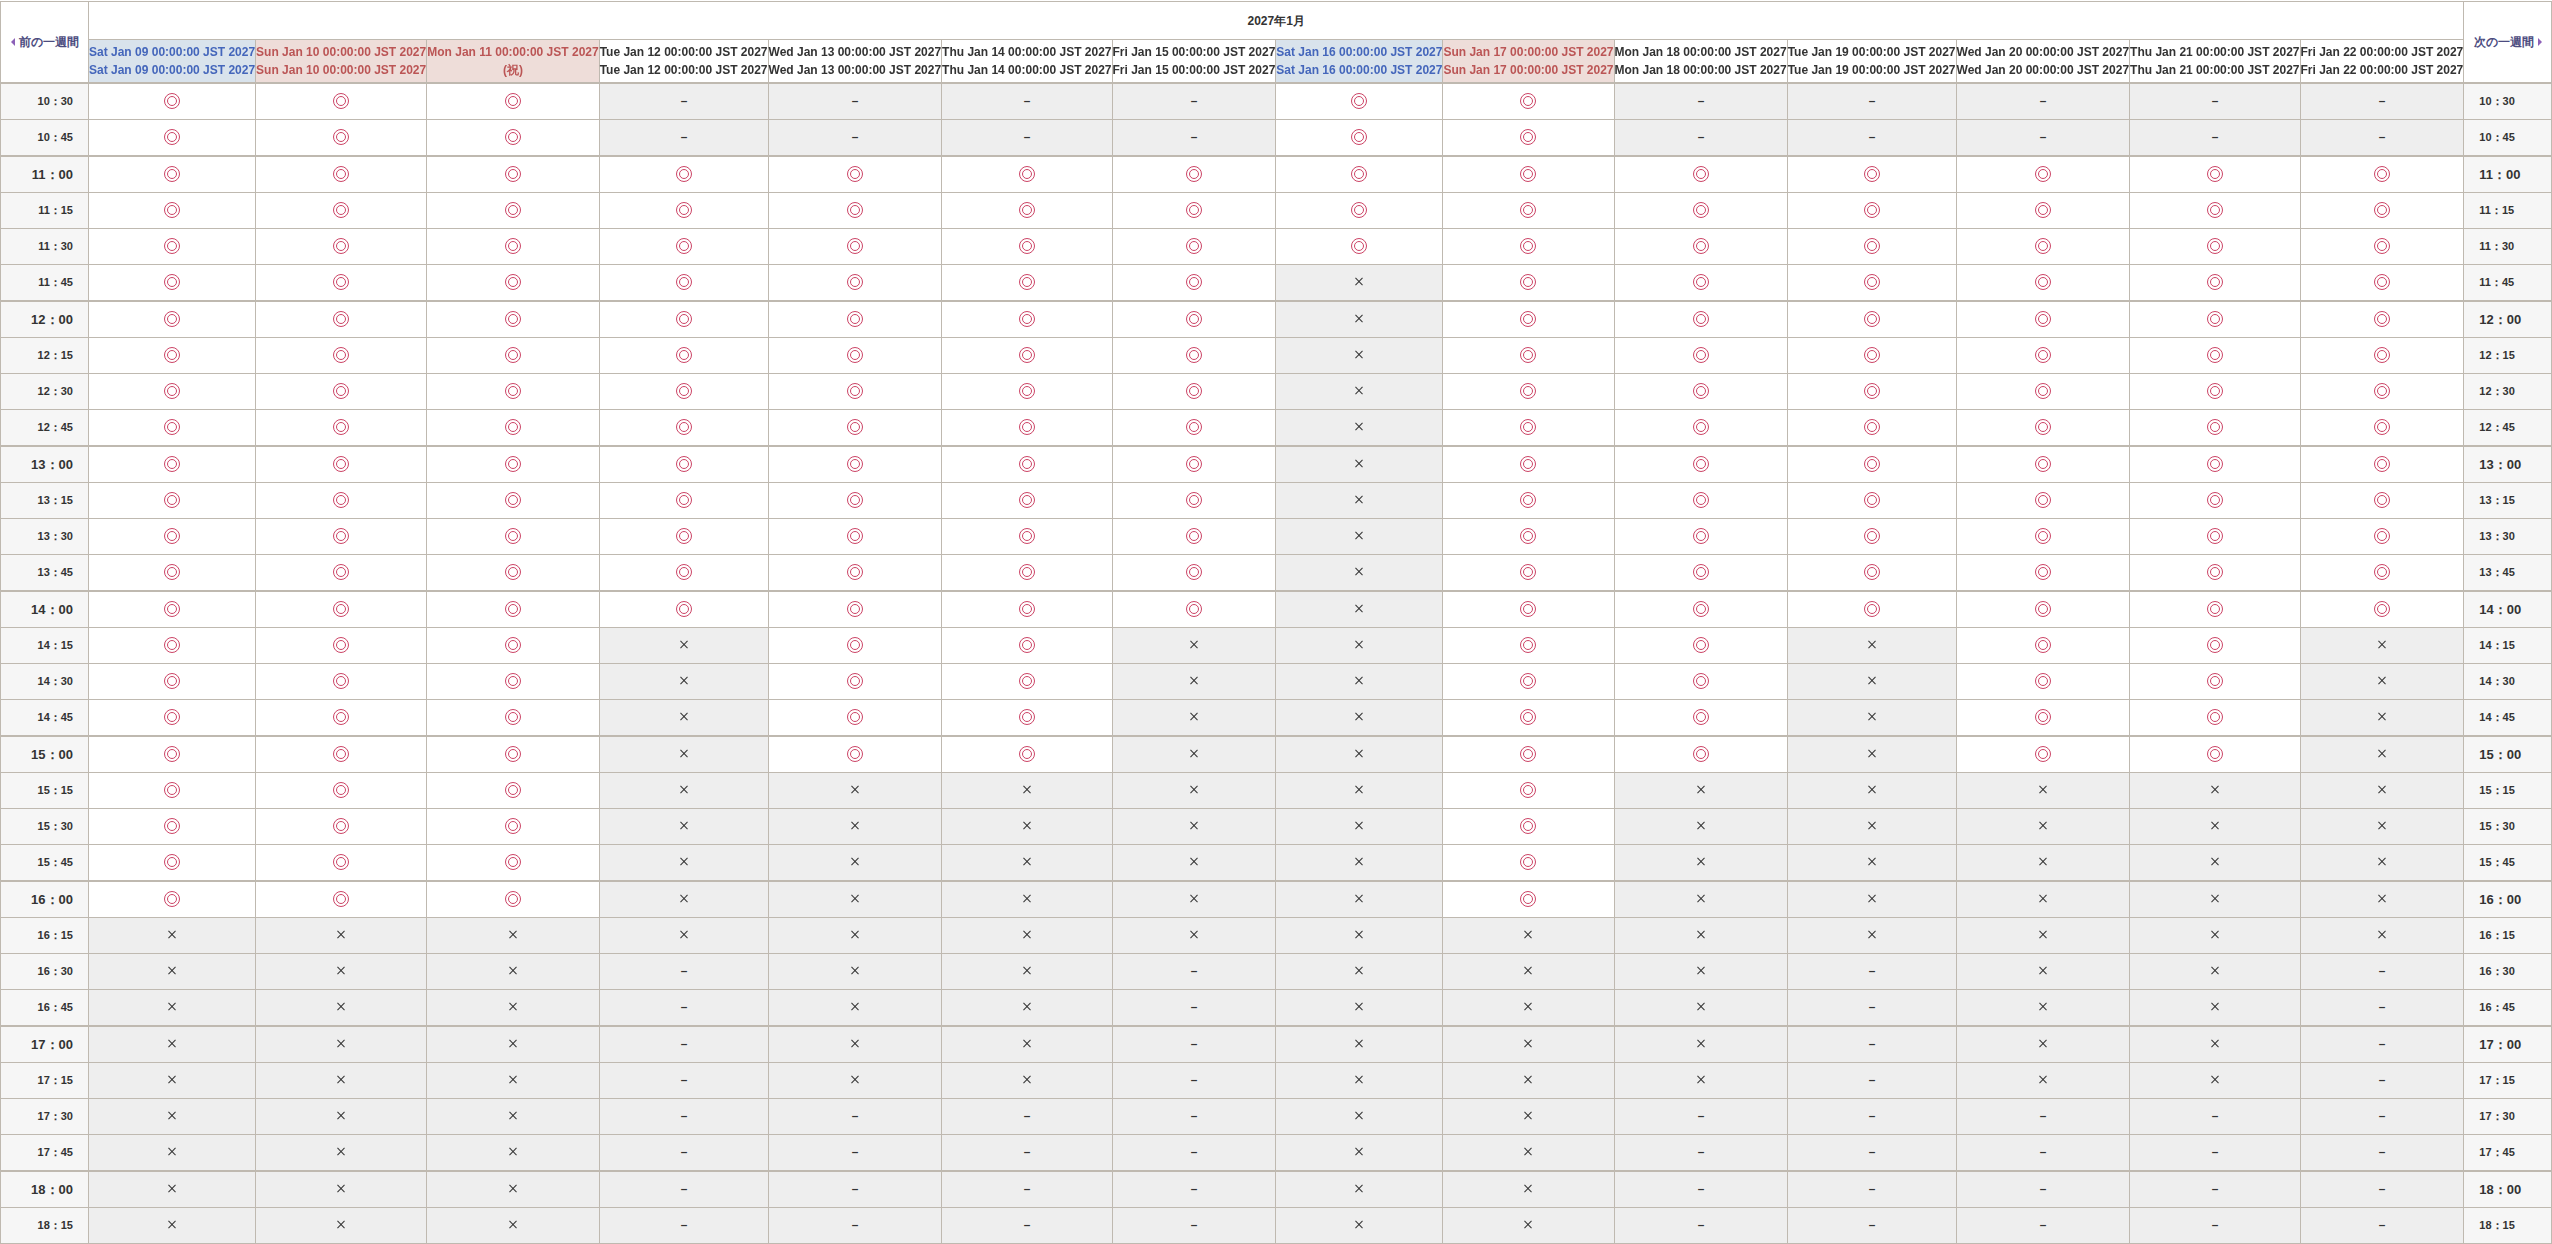 2027年1月
前の一週間
次の一週間
Sat Jan 09 00:00:00 JST 2027 Sun Jan 10 00:00:00 JST 2027 Mon Jan 11 00:00:00 JST 2027 Tue Jan 12 00:00:00 JST 2027 Wed Jan 13 00:00:00 JST 2027 Thu Jan 14 00:00:00 JST 2027 Fri Jan 15 00:00:00 JST 2027 Sat Jan 16 00:00:00 JST 2027 Sun Jan 17 00:00:00 JST 2027 Mon Jan 18 00:00:00 JST 2027 Tue Jan 19 00:00:00 JST 2027 Wed Jan 20 00:00:00 JST 2027 Thu Jan 21 00:00:00 JST 2027 Fri Jan 22 00:00:00 JST 2027
Sat Jan 09 00:00:00 JST 2027 Sun Jan 10 00:00:00 JST 2027 (祝) Tue Jan 12 00:00:00 JST 2027 Wed Jan 13 00:00:00 JST 2027 Thu Jan 14 00:00:00 JST 2027 Fri Jan 15 00:00:00 JST 2027 Sat Jan 16 00:00:00 JST 2027 Sun Jan 17 00:00:00 JST 2027 Mon Jan 18 00:00:00 JST 2027 Tue Jan 19 00:00:00 JST 2027 Wed Jan 20 00:00:00 JST 2027 Thu Jan 21 00:00:00 JST 2027 Fri Jan 22 00:00:00 JST 2027
10：30 ◎ ◎ ◎ － － － － ◎ ◎ － － － － － 10：30
10：45 ◎ ◎ ◎ － － － － ◎ ◎ － － － － － 10：45
11：00 ◎ ◎ ◎ ◎ ◎ ◎ ◎ ◎ ◎ ◎ ◎ ◎ ◎ ◎ 11：00
11：15 ◎ ◎ ◎ ◎ ◎ ◎ ◎ ◎ ◎ ◎ ◎ ◎ ◎ ◎ 11：15
11：30 ◎ ◎ ◎ ◎ ◎ ◎ ◎ ◎ ◎ ◎ ◎ ◎ ◎ ◎ 11：30
11：45 ◎ ◎ ◎ ◎ ◎ ◎ ◎ × ◎ ◎ ◎ ◎ ◎ ◎ 11：45
12：00 ◎ ◎ ◎ ◎ ◎ ◎ ◎ × ◎ ◎ ◎ ◎ ◎ ◎ 12：00
12：15 ◎ ◎ ◎ ◎ ◎ ◎ ◎ × ◎ ◎ ◎ ◎ ◎ ◎ 12：15
12：30 ◎ ◎ ◎ ◎ ◎ ◎ ◎ × ◎ ◎ ◎ ◎ ◎ ◎ 12：30
12：45 ◎ ◎ ◎ ◎ ◎ ◎ ◎ × ◎ ◎ ◎ ◎ ◎ ◎ 12：45
13：00 ◎ ◎ ◎ ◎ ◎ ◎ ◎ × ◎ ◎ ◎ ◎ ◎ ◎ 13：00
13：15 ◎ ◎ ◎ ◎ ◎ ◎ ◎ × ◎ ◎ ◎ ◎ ◎ ◎ 13：15
13：30 ◎ ◎ ◎ ◎ ◎ ◎ ◎ × ◎ ◎ ◎ ◎ ◎ ◎ 13：30
13：45 ◎ ◎ ◎ ◎ ◎ ◎ ◎ × ◎ ◎ ◎ ◎ ◎ ◎ 13：45
14：00 ◎ ◎ ◎ ◎ ◎ ◎ ◎ × ◎ ◎ ◎ ◎ ◎ ◎ 14：00
14：15 ◎ ◎ ◎ × ◎ ◎ × × ◎ ◎ × ◎ ◎ × 14：15
14：30 ◎ ◎ ◎ × ◎ ◎ × × ◎ ◎ × ◎ ◎ × 14：30
14：45 ◎ ◎ ◎ × ◎ ◎ × × ◎ ◎ × ◎ ◎ × 14：45
15：00 ◎ ◎ ◎ × ◎ ◎ × × ◎ ◎ × ◎ ◎ × 15：00
15：15 ◎ ◎ ◎ × × × × × ◎ × × × × × 15：15
15：30 ◎ ◎ ◎ × × × × × ◎ × × × × × 15：30
15：45 ◎ ◎ ◎ × × × × × ◎ × × × × × 15：45
16：00 ◎ ◎ ◎ × × × × × ◎ × × × × × 16：00
16：15 × × × × × × × × × × × × × × 16：15
16：30 × × × － × × － × × × － × × － 16：30
16：45 × × × － × × － × × × － × × － 16：45
17：00 × × × － × × － × × × － × × － 17：00
17：15 × × × － × × － × × × － × × － 17：15
17：30 × × × － － － － × × － － － － － 17：30
17：45 × × × － － － － × × － － － － － 17：45
18：00 × × × － － － － × × － － － － － 18：00
18：15 × × × － － － － × × － － － － － 18：15